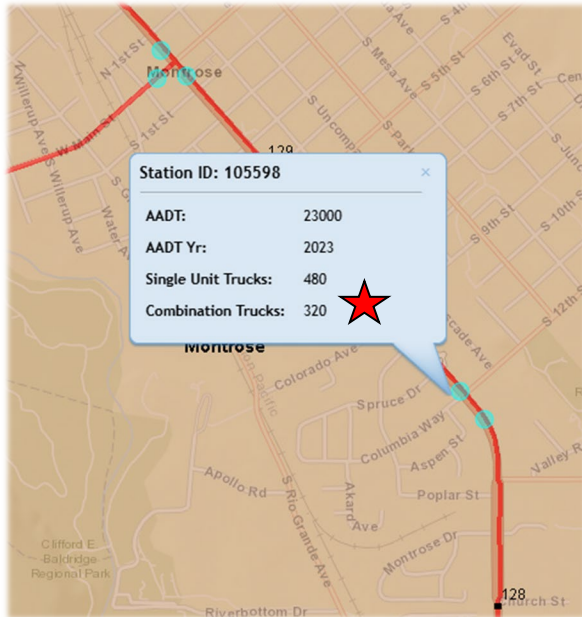 N 1st St
S Mesa Ave
S 4th
S 5th St
Evad St
S 6th St
S 7th St
Montrose
N Willerup Ave
W Main St
S 1st St
S Willerup Ave
Water Ave
S Uncompa
S Park
129
S 9th St
S 10th St
S 12th St
Station ID: 105598 ×
AADT: 23000
AADT Yr: 2023
Single Unit Trucks: 480
Combination Trucks: 320
cade Ave
Montrose
Colorado Ave
Spruce Dr
Columbia Way
Aspen St
Valley R
Apollo Rd
S Rio Grande Ave
Akard Ave
Poplar St
Montrose Dr
Clifford E
Baldridge
Regional Park
Riverbottom Dr
128
Church St